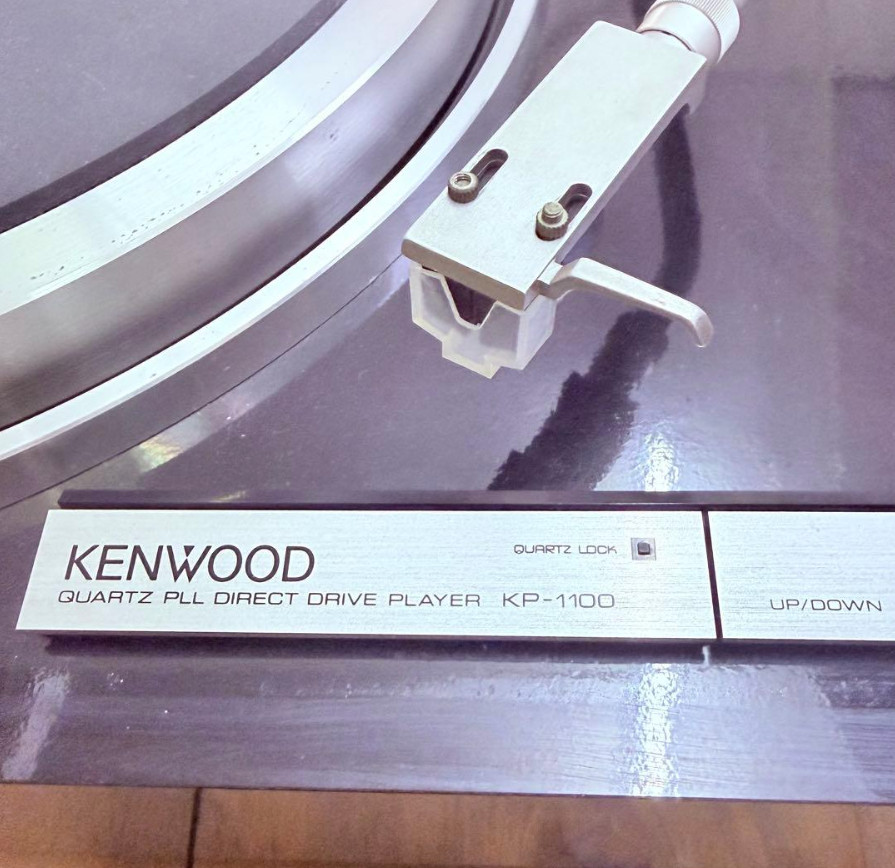 KENWOOD
QUARTZ LOCK
QUARTZ PLL DIRECT DRIVE PLAYER KP-1100
UP/DOWN